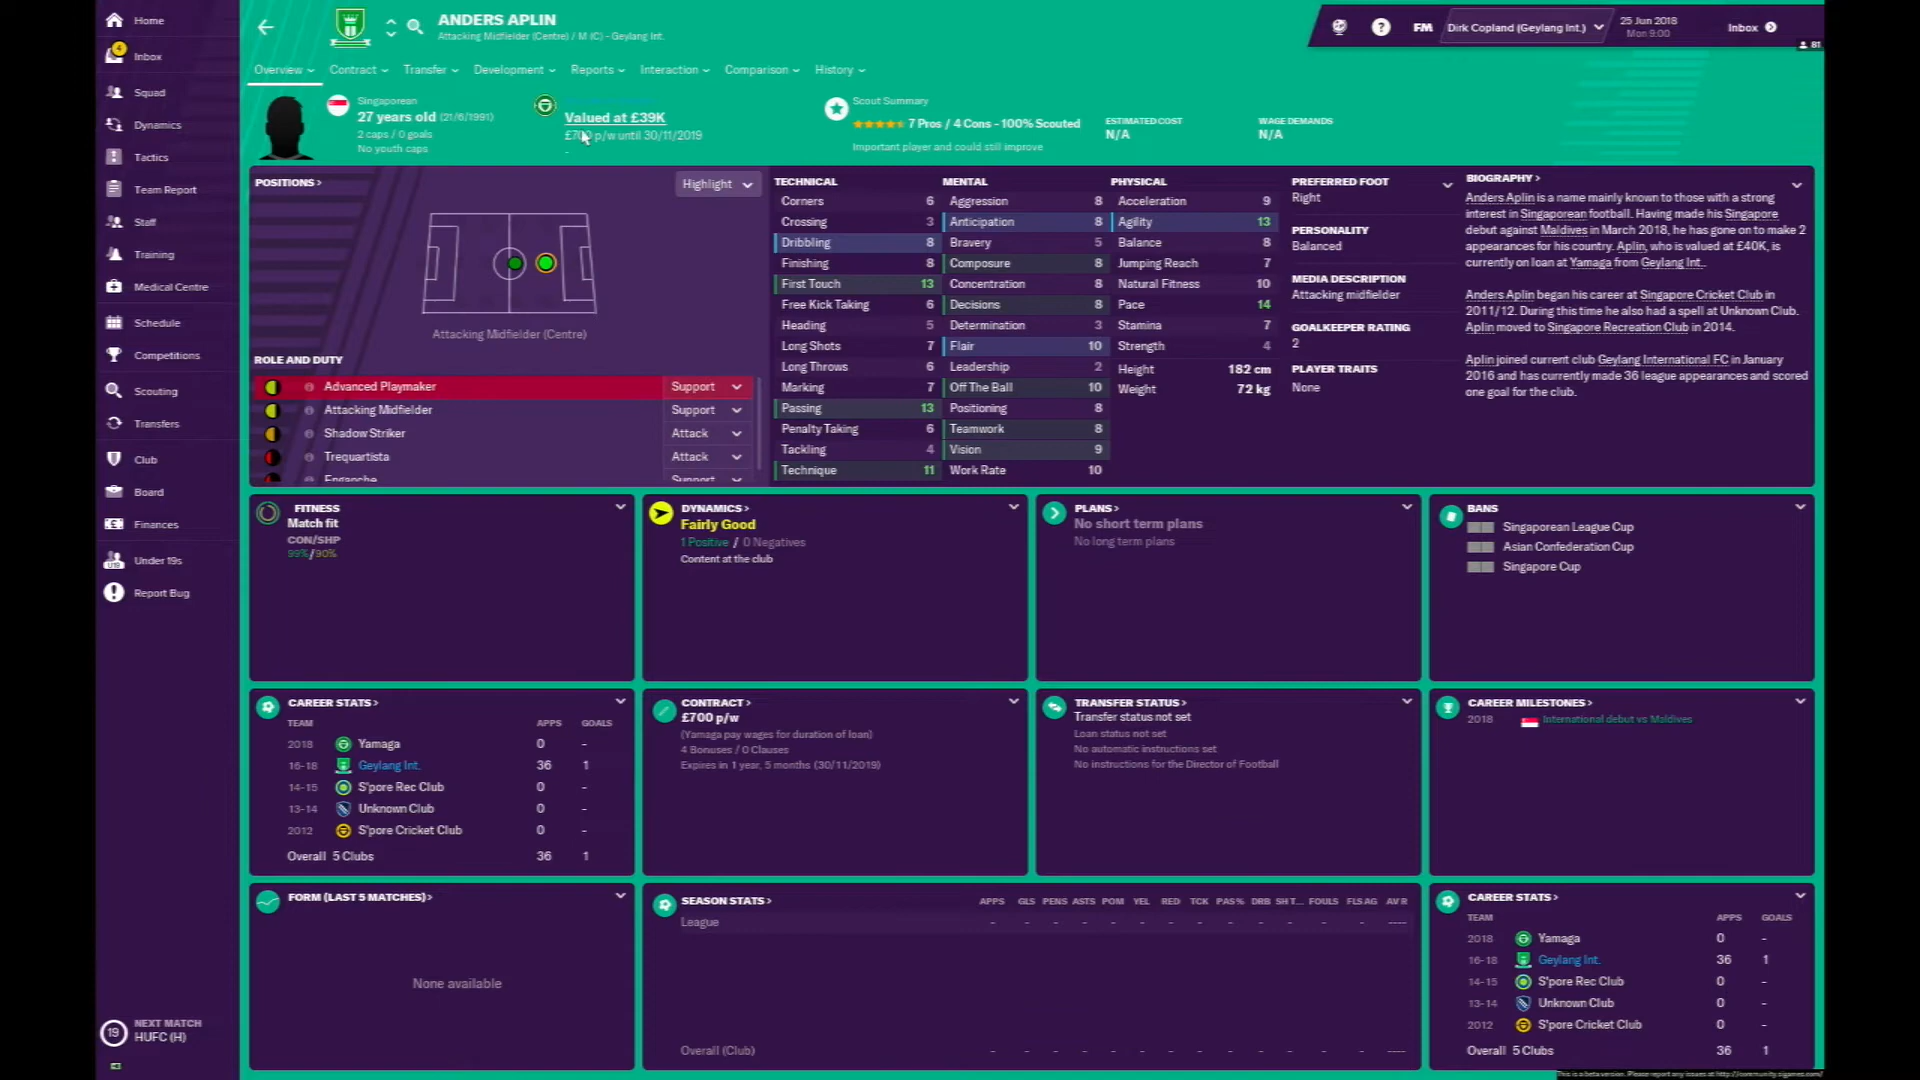 Home
Inbox
4
Squad
Dynamics
Tactics
Team Report
Staff
Training
Medical Centre
Schedule
Competitions
Scouting
Transfers
Club
Board
Finances
Under 19s
Report Bug
19 NEXT MATCH
HUFC (H)
ANDERS APLIN
Attacking Midfielder (Centre) / M (C) - Geylang Int.
FM Dirk Copland (Geylang Int.)
25 Jun 2018
Mon 9:00
Inbox
81
Overview Contract Transfer Development Reports Interaction Comparison History
Singaporean
27 years old (21/6/1991)
2 caps / 0 goals
No youth caps
Valued at £39K
£700 p/w until 30/11/2019
-
Scout Summary
7 Pros / 4 Cons - 100% Scouted
Important player and could still improve
ESTIMATED COST
N/A
WAGE DEMANDS
N/A
POSITIONS >
Highlight
Attacking Midfielder (Centre)
ROLE AND DUTY
Advanced Playmaker Support
Attacking Midfielder Support
Shadow Striker Attack
Trequartista Attack
Enganche Support
TECHNICAL
Corners 6
Crossing 3
Dribbling 8
Finishing 8
First Touch 13
Free Kick Taking 6
Heading 5
Long Shots 7
Long Throws 6
Marking 7
Passing 13
Penalty Taking 6
Tackling 4
Technique 11
MENTAL
Aggression 8
Anticipation 8
Bravery 5
Composure 8
Concentration 8
Decisions 8
Determination 3
Flair 10
Leadership 2
Off The Ball 10
Positioning 8
Teamwork 8
Vision 9
Work Rate 10
PHYSICAL
Acceleration 9
Agility 13
Balance 8
Jumping Reach 7
Natural Fitness 10
Pace 14
Stamina 7
Strength 4
Height 182 cm
Weight 72 kg
PREFERRED FOOT
Right
PERSONALITY
Balanced
MEDIA DESCRIPTION
Attacking midfielder
GOALKEEPER RATING
2
PLAYER TRAITS
None
BIOGRAPHY >
Anders Aplin is a name mainly known to those with a strong
interest in Singaporean football. Having made his Singapore
debut against Maldives in March 2018, he has gone on to make 2
appearances for his country. Aplin, who is valued at £40K, is
currently on loan at Yamaga from Geylang Int..
Anders Aplin began his career at Singapore Cricket Club in
2011/12. During this time he also had a spell at Unknown Club.
Aplin moved to Singapore Recreation Club in 2014.
Aplin joined current club Geylang International FC in January
2016 and has currently made 36 league appearances and scored
one goal for the club.
FITNESS
Match fit
CON/SHP
99%/90%
DYNAMICS >
Fairly Good
1 Positive / 0 Negatives
Content at the club
PLANS >
No short term plans
No long term plans
BANS
Singaporean League Cup
Asian Confederation Cup
Singapore Cup
CAREER STATS >
TEAM APPS GOALS
2018 Yamaga 0 -
16-18 Geylang Int. 36 1
14-15 S'pore Rec Club 0 -
13-14 Unknown Club 0 -
2012 S'pore Cricket Club 0 -
Overall 5 Clubs 36 1
CONTRACT >
£700 p/w
(Yamaga pay wages for duration of loan)
4 Bonuses / 0 Clauses
Expires in 1 year, 5 months (30/11/2019)
TRANSFER STATUS >
Transfer status not set
Loan status not set
No automatic instructions set
No instructions for the Director of Football
CAREER MILESTONES >
2018 International debut vs Maldives
FORM (LAST 5 MATCHES) >
None available
SEASON STATS >
APPS GLS PENS ASTS POM YEL RED TCK PAS% DRB SH T... FOULS FLS AG AV R
League - - - - - - - - - - - - - ----
Overall (Club) - - - - - - - - - - - - - ----
CAREER STATS >
TEAM APPS GOALS
2018 Yamaga 0 -
16-18 Geylang Int. 36 1
14-15 S'pore Rec Club 0 -
13-14 Unknown Club 0 -
2012 S'pore Cricket Club 0 -
Overall 5 Clubs 36 1
This is a beta version. Please report any issues at http://community.sigames.com/